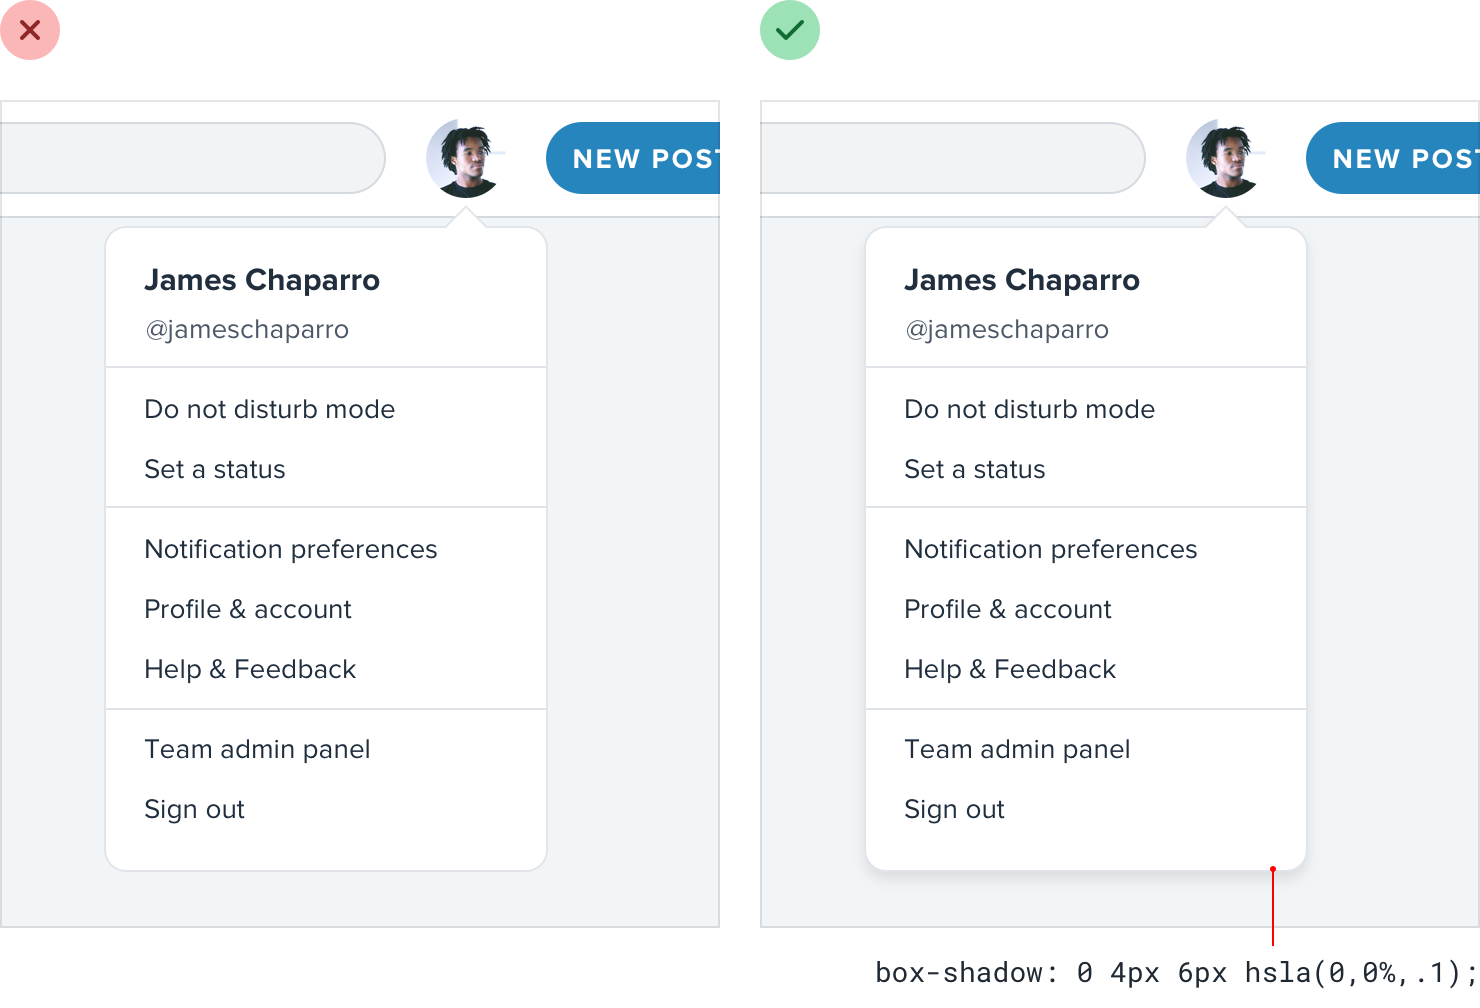 NEW POST
James Chaparro
@jameschaparro
Do not disturb mode
Set a status
Notification preferences
Profile & account
Help & Feedback
Team admin panel
Sign out
NEW POST
James Chaparro
@jameschaparro
Do not disturb mode
Set a status
Notification preferences
Profile & account
Help & Feedback
Team admin panel
Sign out
box-shadow: 0 4px 6px hsla(0,0%,.1);